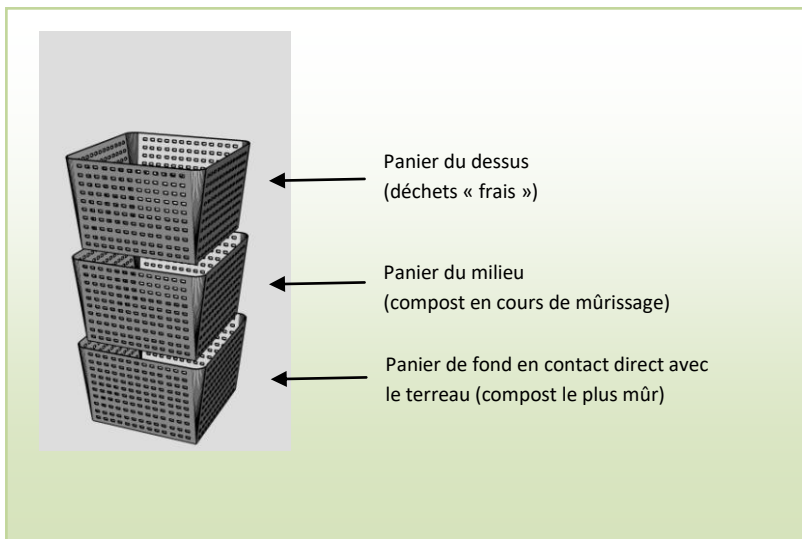 Panier du dessus
(déchets « frais »)
Panier du milieu
(compost en cours de mûrissage)
Panier de fond en contact direct avec
le terreau (compost le plus mûr)